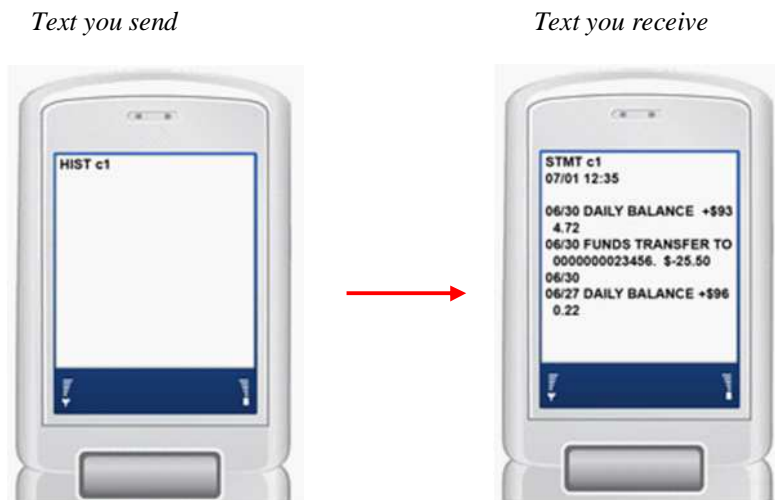 Text you send
Text you receive
HIST c1
STMT c1
07/01 12:35
06/30 DAILY BALANCE +$93
4.72
06/30 FUNDS TRANSFER TO
0000000023456. $-25.50
06/30
06/27 DAILY BALANCE +$96
0.22